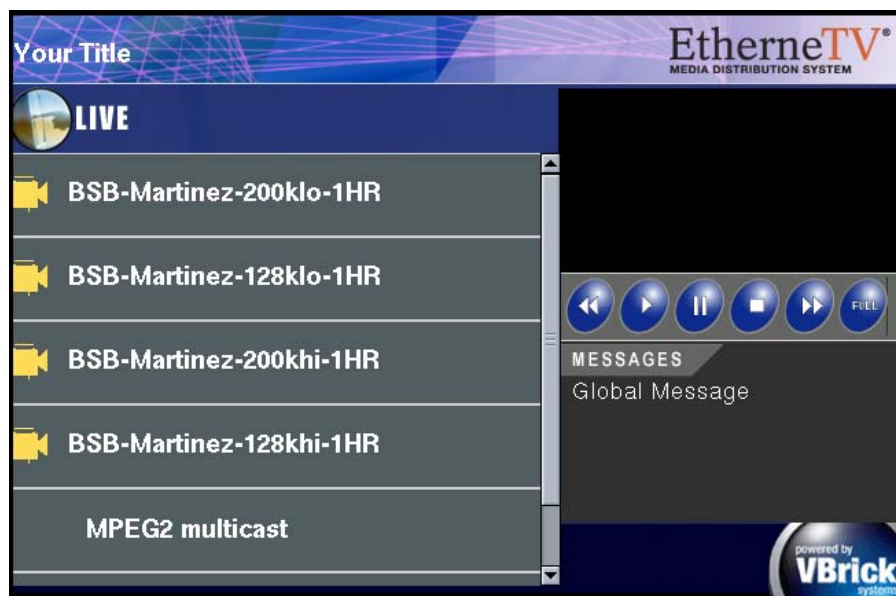 Your Title
EtherneTV®
MEDIA DISTRIBUTION SYSTEM
LIVE
BSB-Martinez-200klo-1HR
BSB-Martinez-128klo-1HR
BSB-Martinez-200khi-1HR
BSB-Martinez-128khi-1HR
MPEG2 multicast
FULL
MESSAGES
Global Message
powered by
VBrick
systems